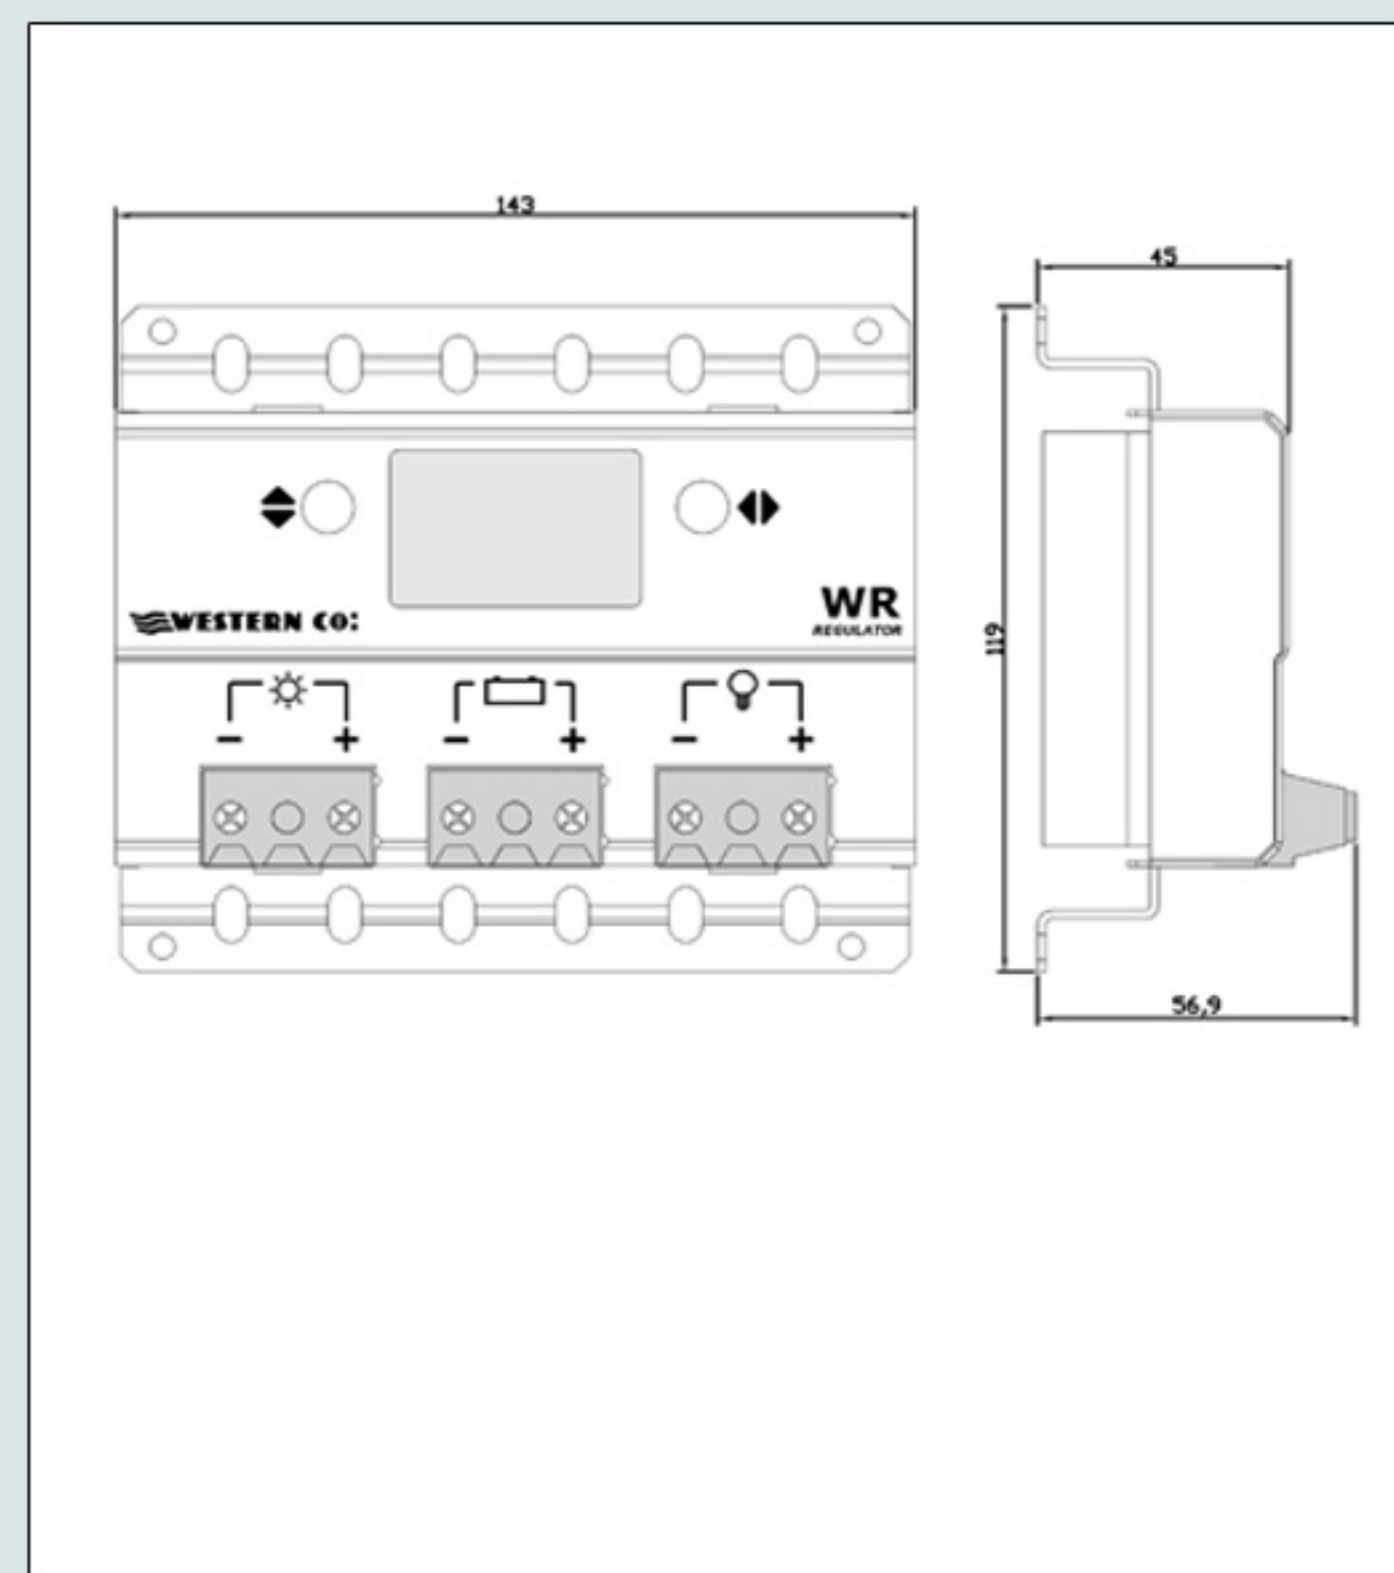 143
45
119
WESTERN CO:
WR
REGULATOR
- +
- +
- +
56,9